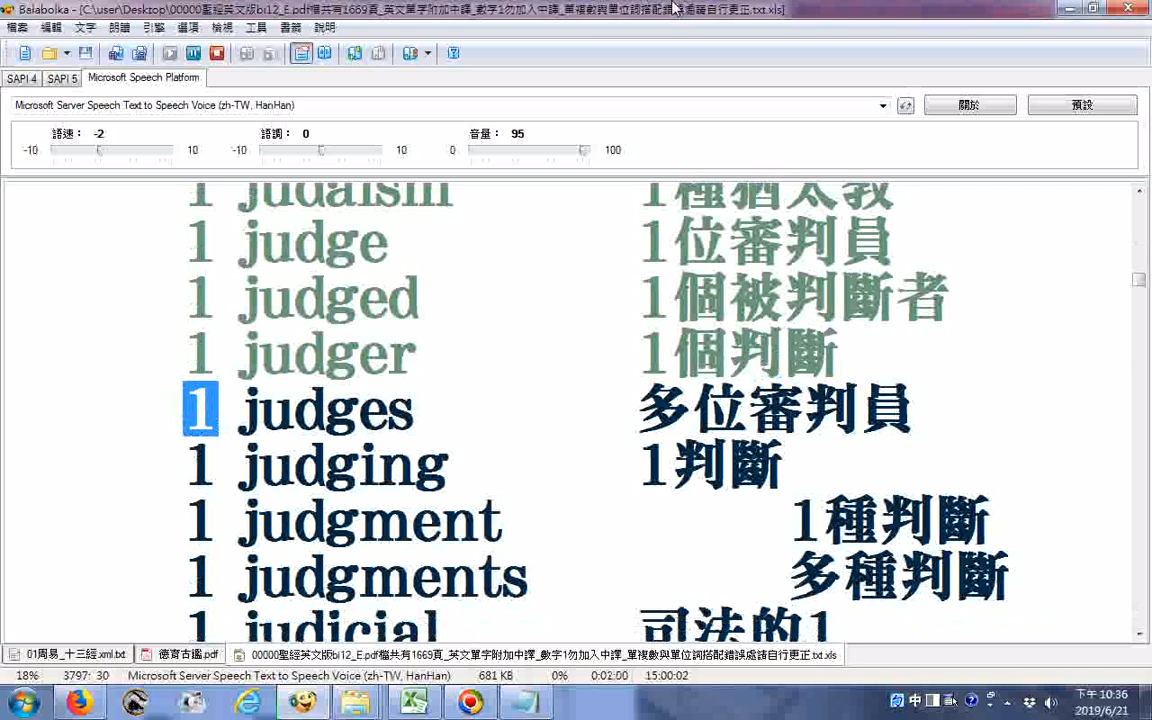 Balabolka - [C:\user\Desktop\00000聖經英文版bi12_E.pdf檔共有1669頁_英文單字附加中譯_數字1勿加入中譯_單複數與單位詞搭配錯誤處請自行更正.txt.xls]
檔案 編輯 文字 朗讀 引擎 選項 檢視 工具 書籤 說明
SAPI 4 SAPI 5 Microsoft Speech Platform
Microsoft Server Speech Text to Speech Voice (zh-TW, HanHan) 關於 預設
語速： -2 語調： 0 音量： 95
-10 10 -10 10 0 100
1 judaism 1種猶太教
1 judge 1位審判員
1 judged 1個被判斷者
1 judger 1個判斷
1 judges 多位審判員
1 judging 1判斷
1 judgment 1種判斷
1 judgments 多種判斷
1 judicial 司法的1
01周易_十三經.xml.txt 德育古鑑.pdf 00000聖經英文版bi12_E.pdf檔共有1669頁_英文單字附加中譯_數字1勿加入中譯_單複數與單位詞搭配錯誤處請自行更正.txt.xls
18% 3797: 30 Microsoft Server Speech Text to Speech Voice (zh-TW, HanHan) 681 KB 0% 0:02:00 15:00:02
中 下午 10:36
2019/6/21